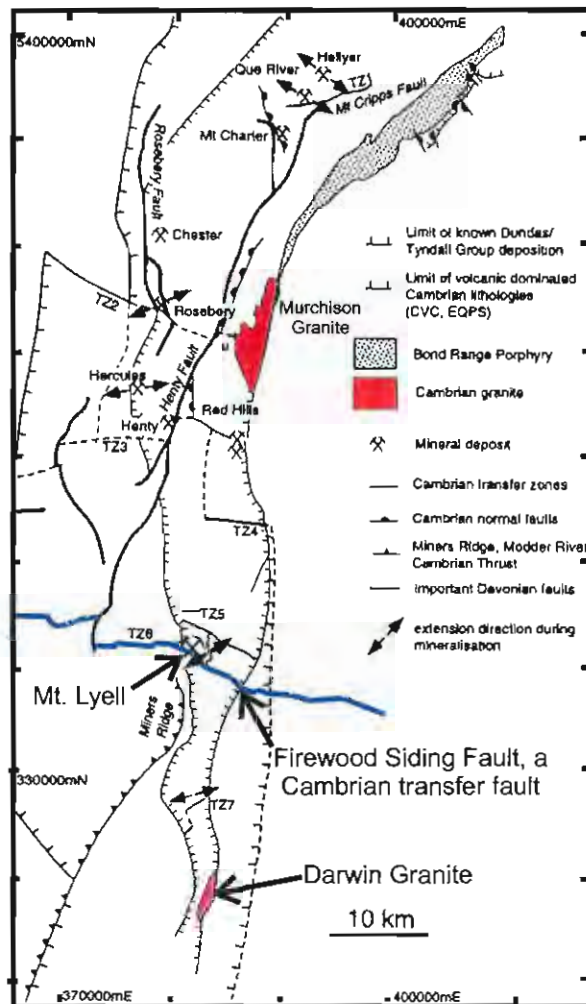 400000mE
5400000mN
Hellyer
Que River
TZ1
Mt Cripps Fault
Mt Charter
Rosebery Fault
Chester
Limit of known Dundas/
Tyndall Group deposition
Limit of volcanic dominated
Cambrian lithologies
(CVC, EQPS)
TZ2
Rosebery
Murchison
Granite
Bond Range Porphyry
Cambrian granite
Hercules
Henty Fault
Henty
Red Hills
TZ3
Mineral deposit
Cambrian transfer zones
TZ4
Cambrian normal faults
Miners Ridge, Modder River
Cambrian Thrust
Important Devonian faults
TZ5
TZ6
extension direction during
mineralisation
Mt. Lyell
Miners
Ridge
Firewood Siding Fault, a
Cambrian transfer fault
330000mN
TZ7
Darwin Granite
10 km
370000mE
400000mE